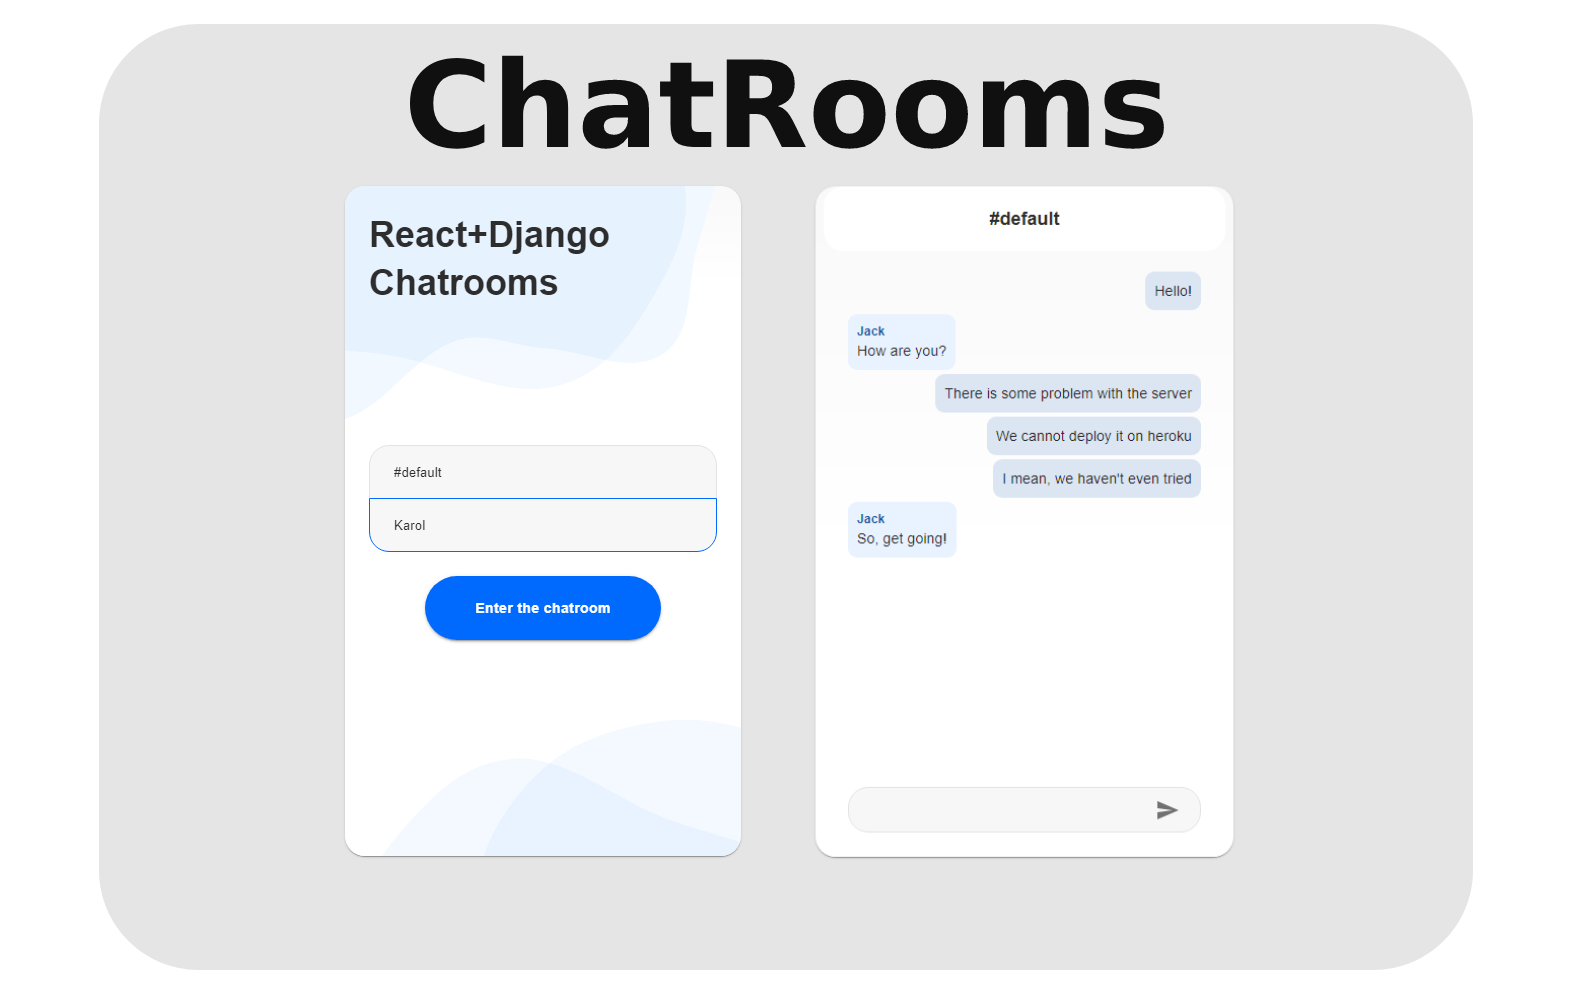 ChatRooms
React+Django
Chatrooms
#default
Karol
Enter the chatroom
#default
Hello!
Jack
How are you?
There is some problem with the server
We cannot deploy it on heroku
I mean, we haven't even tried
Jack
So, get going!